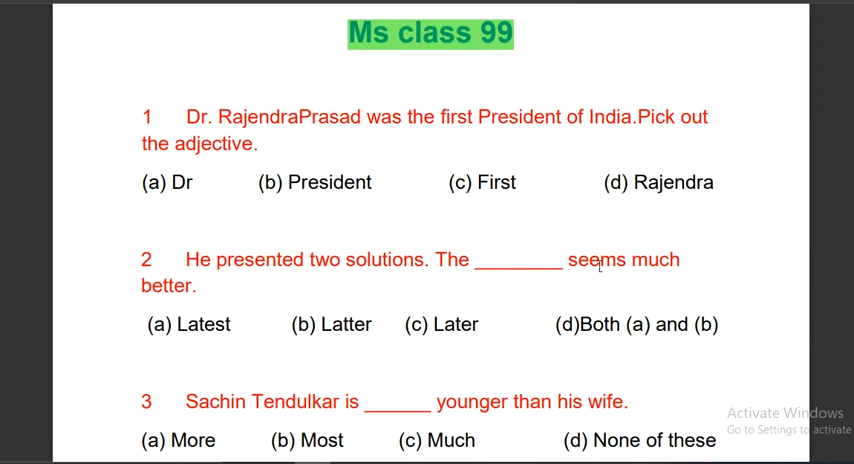 Ms class 99
1 Dr. RajendraPrasad was the first President of India.Pick out
the adjective.
(a) Dr (b) President (c) First (d) Rajendra
2 He presented two solutions. The ________ seems much
better.
(a) Latest (b) Latter (c) Later (d)Both (a) and (b)
3 Sachin Tendulkar is ______ younger than his wife.
(a) More (b) Most (c) Much (d) None of these
Activate Windows
Go to Settings to activate